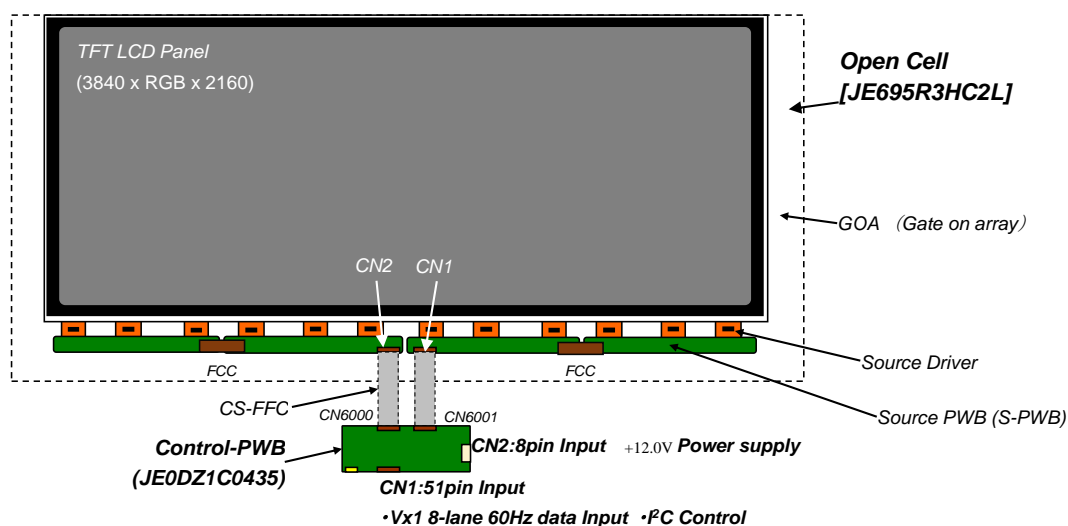 TFT LCD Panel
(3840 x RGB x 2160)
Open Cell
[JE695R3HC2L]
GOA （Gate on array）
CN2 CN1
Source Driver
FCC FCC
CS-FFC
CN6000 CN6001
Source PWB (S-PWB)
Control-PWB
(JE0DZ1C0435)
CN2:8pin Input +12.0V Power supply
CN1:51pin Input
・Vx1 8-lane 60Hz data Input ・I²C Control